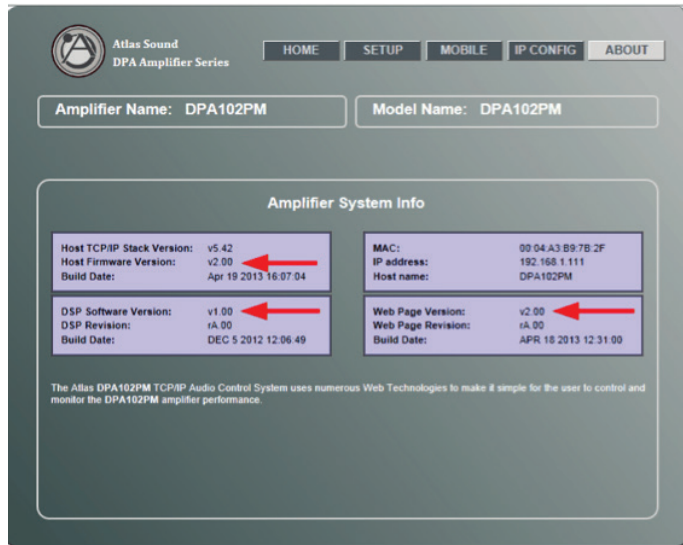 Atlas Sound
DPA Amplifier Series
HOME
SETUP
MOBILE
IP CONFIG
ABOUT
Amplifier Name: DPA102PM
Model Name: DPA102PM
Amplifier System Info
Host TCP/IP Stack Version: v5.42
Host Firmware Version: v2.00
Build Date: Apr 19 2013 16:07:04
MAC: 00:04:A3:B9:7B:2F
IP address: 192.168.1.111
Host name: DPA102PM
DSP Software Version: v1.00
DSP Revision: rA.00
Build Date: DEC 5 2012 12:06:49
Web Page Version: v2.00
Web Page Revision: rA.00
Build Date: APR 18 2013 12:31:00
The Atlas DPA102PM TCP/IP Audio Control System uses numerous Web Technologies to make it simple for the user to control and
monitor the DPA102PM amplifier performance.